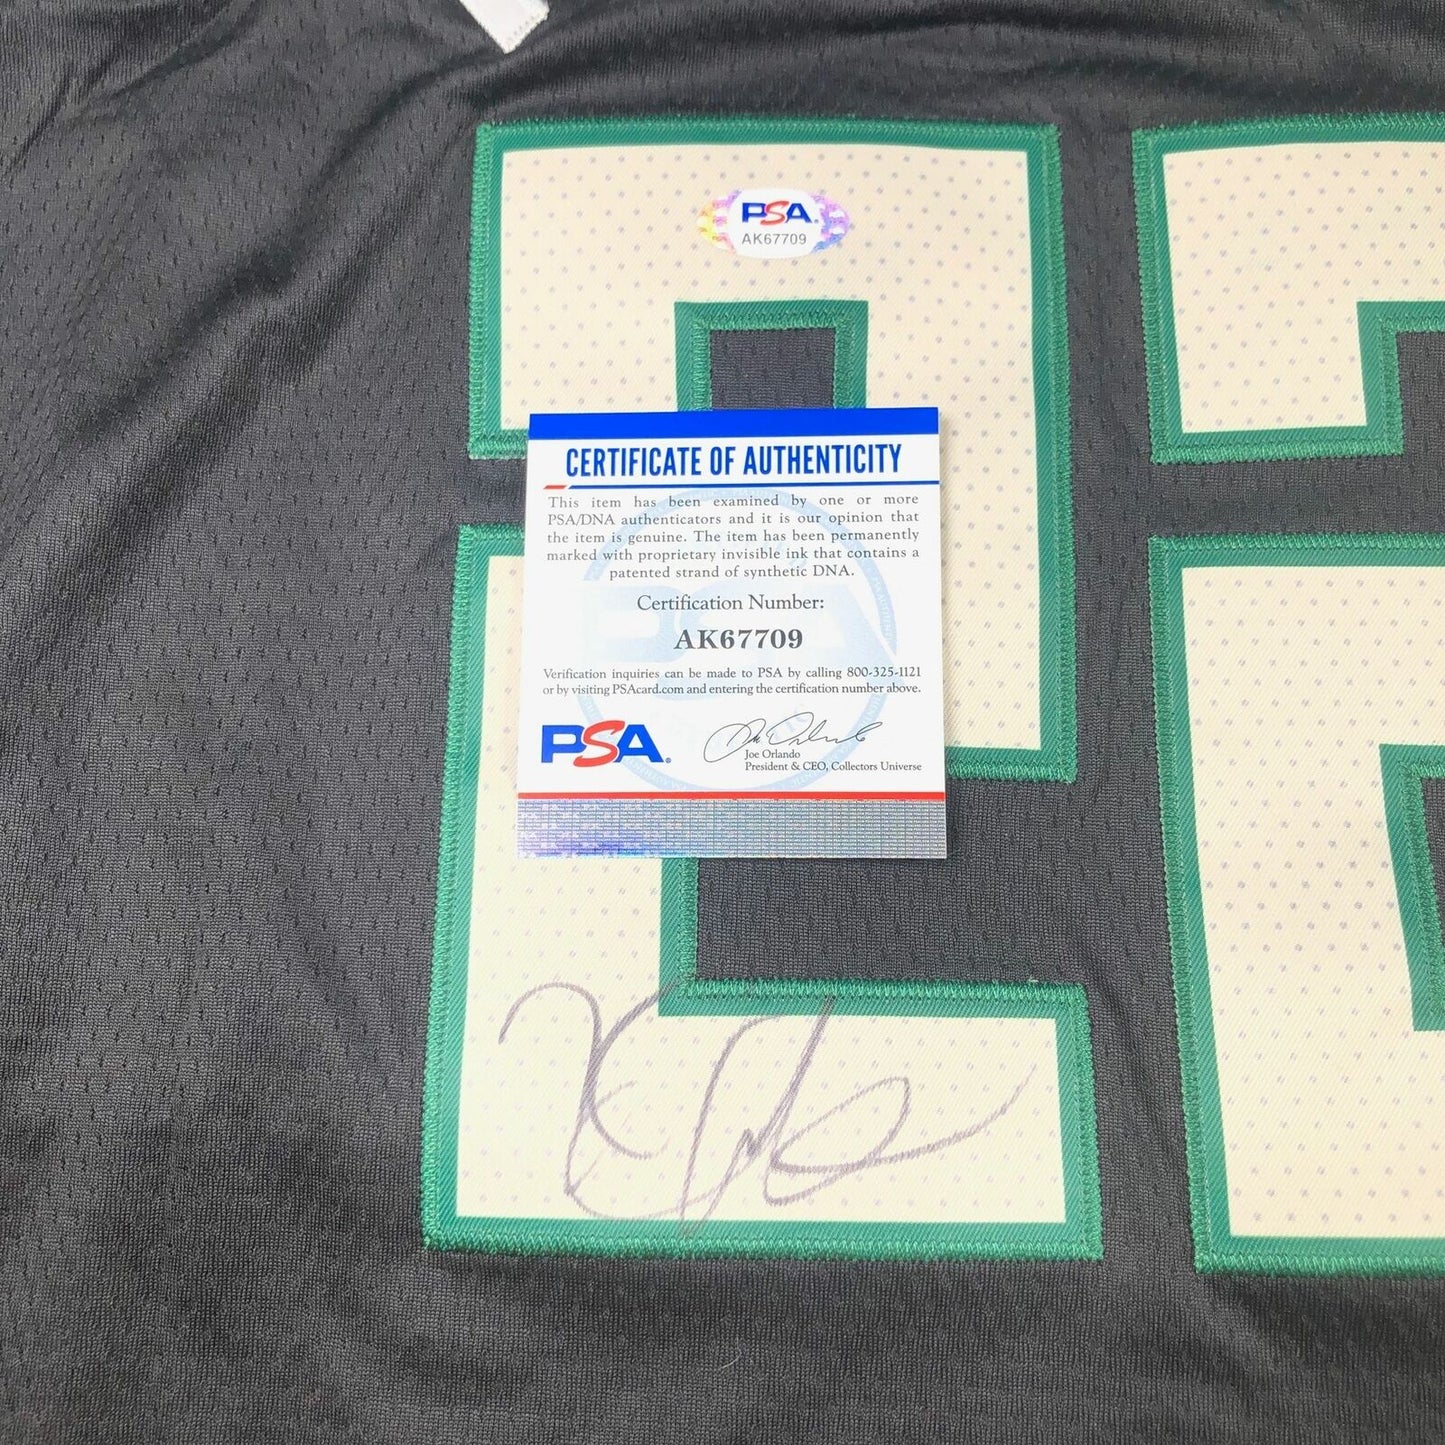 PSA
AK67709
22
CERTIFICATE OF AUTHENTICITY
This item has been examined by one or more
PSA/DNA authenticators and it is our opinion that
the item is genuine. The item has been permanently
marked with proprietary invisible ink that contains a
patented strand of synthetic DNA.
Certification Number:
AK67709
Verification inquiries can be made to PSA by calling 800-325-1121
or by visiting PSAcard.com and entering the certification number above.
PSA®
Joe Orlando
President & CEO, Collectors Universe